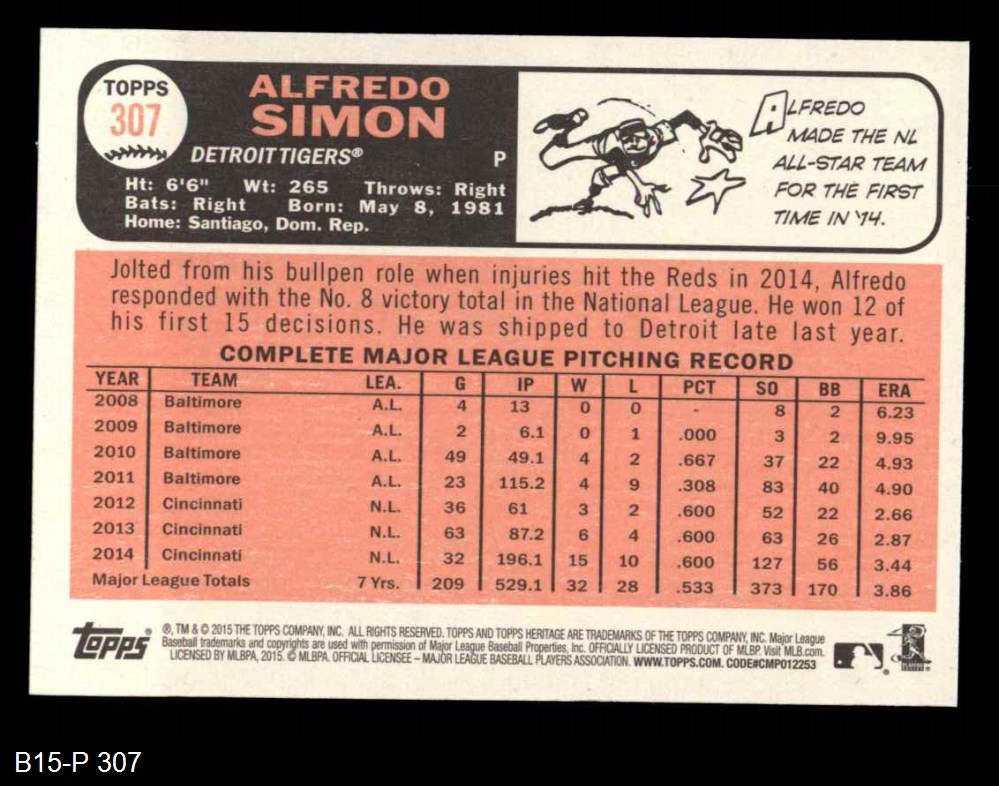 TOPPS
307
ALFREDO
SIMON
DETROIT TIGERS® P
Ht: 6'6" Wt: 265 Throws: Right
Bats: Right Born: May 8, 1981
Home: Santiago, Dom. Rep.
ALFREDO
MADE THE NL
ALL-STAR TEAM
FOR THE FIRST
TIME IN '14.
Jolted from his bullpen role when injuries hit the Reds in 2014, Alfredo
responded with the No. 8 victory total in the National League. He won 12 of
his first 15 decisions. He was shipped to Detroit late last year.
COMPLETE MAJOR LEAGUE PITCHING RECORD
YEAR TEAM LEA. G IP W L PCT SO BB ERA
2008 Baltimore A.L. 4 13 0 0 - 8 2 6.23
2009 Baltimore A.L. 2 6.1 0 1 .000 3 2 9.95
2010 Baltimore A.L. 49 49.1 4 2 .667 37 22 4.93
2011 Baltimore A.L. 23 115.2 4 9 .308 83 40 4.90
2012 Cincinnati N.L. 36 61 3 2 .600 52 22 2.66
2013 Cincinnati N.L. 63 87.2 6 4 .600 63 26 2.87
2014 Cincinnati N.L. 32 196.1 15 10 .600 127 56 3.44
Major League Totals 7 Yrs. 209 529.1 32 28 .533 373 170 3.86
topps®
®, TM & © 2015 THE TOPPS COMPANY, INC. ALL RIGHTS RESERVED. TOPPS AND TOPPS HERITAGE ARE TRADEMARKS OF THE TOPPS COMPANY, INC. Major League
Baseball trademarks and copyrights are used with permission of Major League Baseball Properties, Inc. OFFICIALLY LICENSED PRODUCT OF MLBP. Visit MLB.com.
LICENSED BY MLBPA, 2015. © MLBPA. OFFICIAL LICENSEE – MAJOR LEAGUE BASEBALL PLAYERS ASSOCIATION. WWW.TOPPS.COM. CODE#CMP012253
B15-P 307